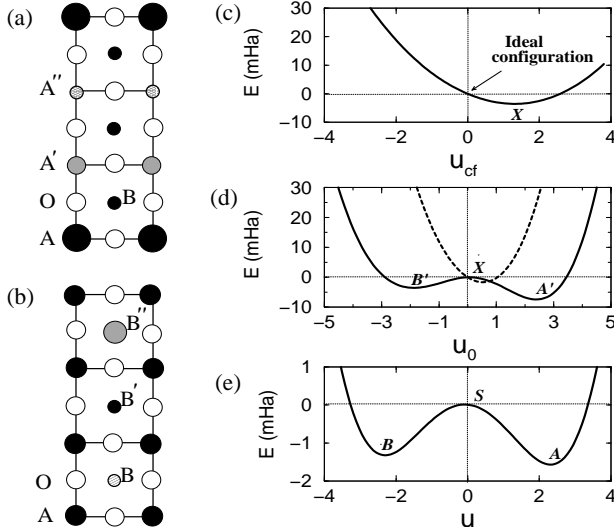 (a)
A''
A'
O
B
A
(b)
B''
B'
B
O
A
(c)
E (mHa)
30
20
10
0
−10
Ideal
configuration
X
−4
−2
0
2
4
u_cf
(d)
E (mHa)
30
20
10
0
−10
B'
X
A'
−5
−3
−1
1
3
5
u_0
(e)
E (mHa)
1
0
−1
−2
S
B
A
−4
−2
0
2
4
u